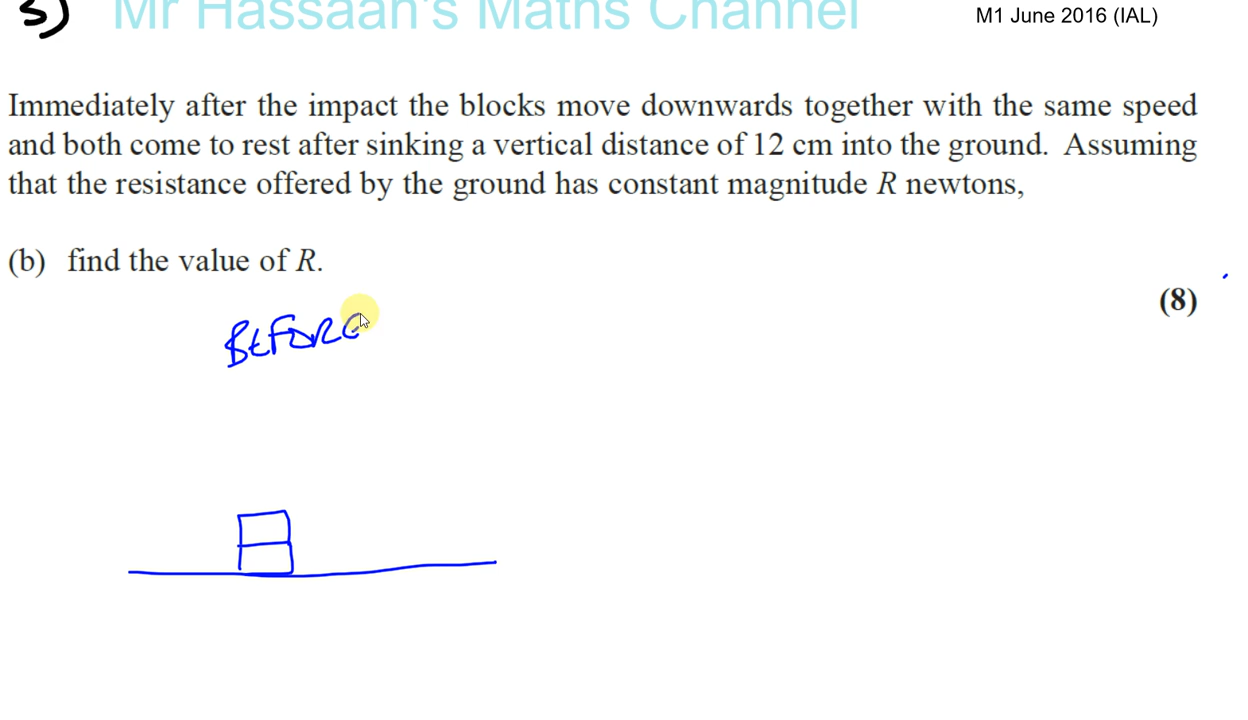 3) Mr Hassaan's Maths Channel
M1 June 2016 (IAL)
Immediately after the impact the blocks move downwards together with the same speed
and both come to rest after sinking a vertical distance of 12 cm into the ground. Assuming
that the resistance offered by the ground has constant magnitude R newtons,
(b) find the value of R.
(8)
BEFORE